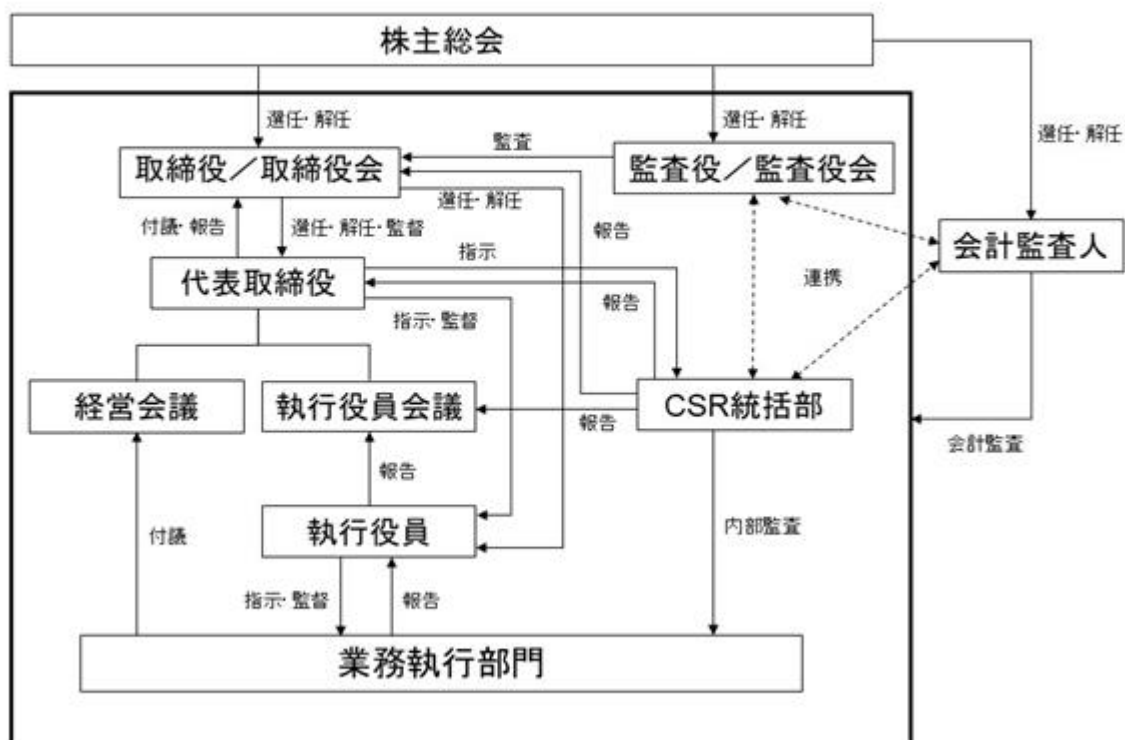 株主総会
選任・解任
選任・解任
選任・解任
監査
取締役／取締役会
監査役／監査役会
選任・解任
付議・報告
選任・解任・監督
報告
会計監査人
指示
連携
代表取締役
報告
指示・監督
経営会議
執行役員会議
CSR統括部
報告
会計監査
報告
執行役員
内部監査
付議
指示・監督
報告
業務執行部門